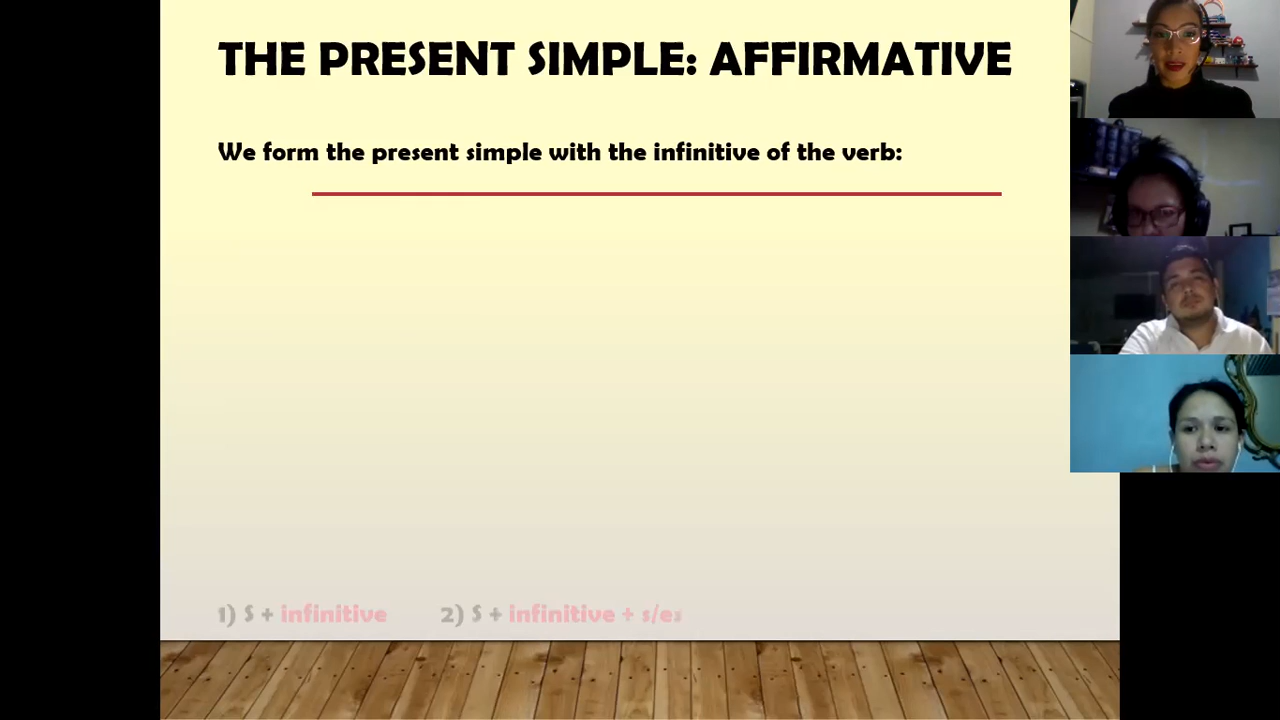 THE PRESENT SIMPLE: AFFIRMATIVE
We form the present simple with the infinitive of the verb:
1) S + infinitive 2) S + infinitive + s/es